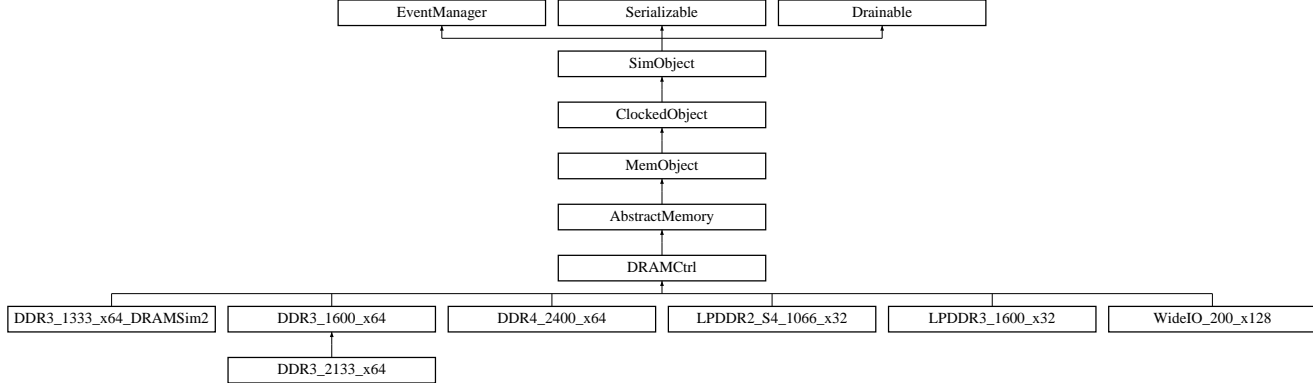 EventManager
Serializable
Drainable
SimObject
ClockedObject
MemObject
AbstractMemory
DRAMCtrl
DDR3_1333_x64_DRAMSim2
DDR3_1600_x64
DDR4_2400_x64
LPDDR2_S4_1066_x32
LPDDR3_1600_x32
WideIO_200_x128
DDR3_2133_x64